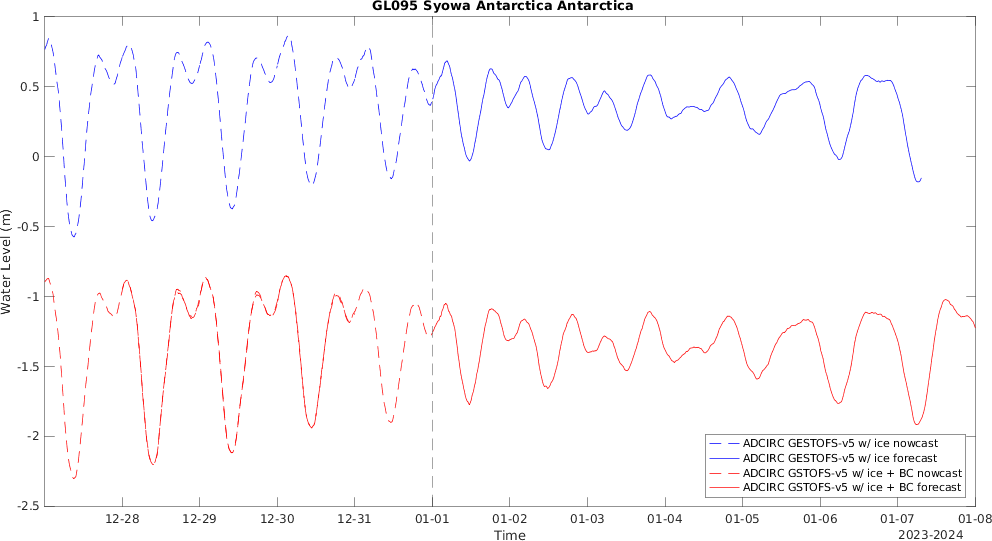 GL095 Syowa Antarctica Antarctica
1
0.5
0
-0.5
-1
-1.5
-2
-2.5
Water Level (m)
ADCIRC GESTOFS-v5 w/ ice nowcast
ADCIRC GESTOFS-v5 w/ ice forecast
ADCIRC GSTOFS-v5 w/ ice + BC nowcast
ADCIRC GSTOFS-v5 w/ ice + BC forecast
12-28 12-29 12-30 12-31 01-01 01-02 01-03 01-04 01-05 01-06 01-07 01-08
Time
2023-2024